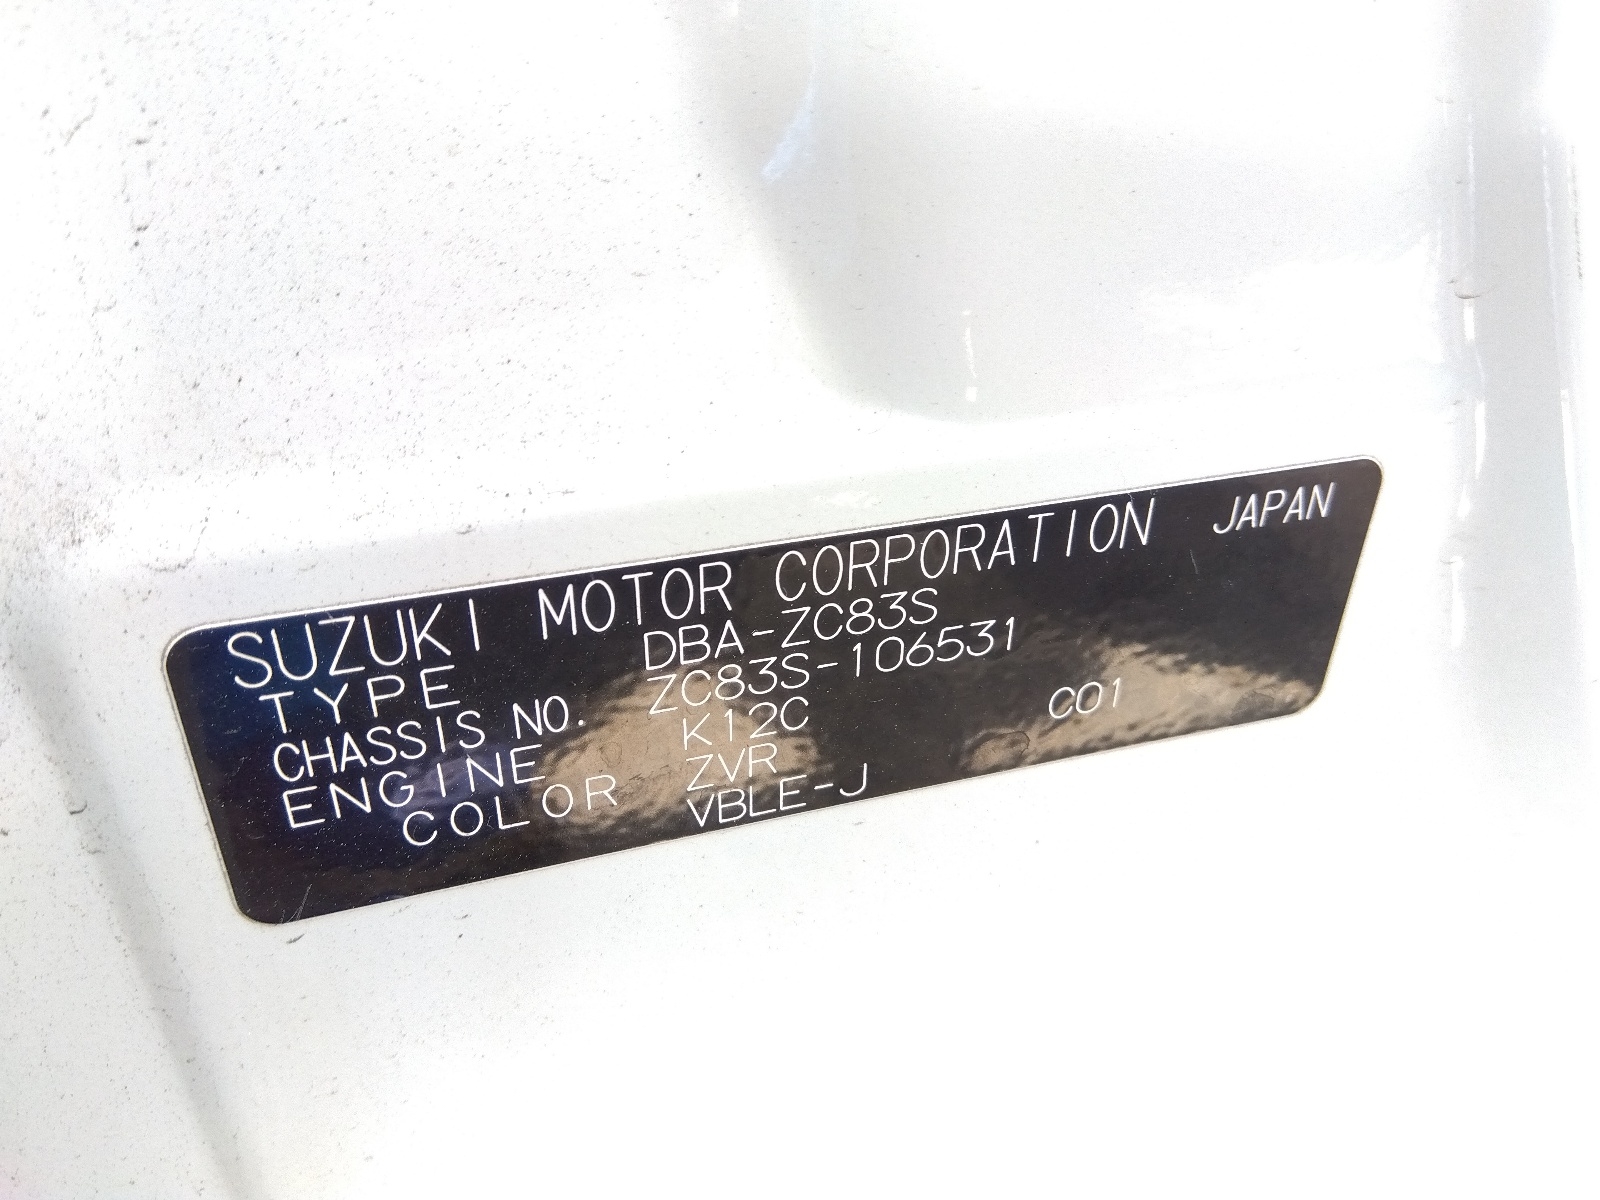 SUZUKI MOTOR CORPORATION JAPAN
TYPE DBA-ZC83S
CHASSIS NO. ZC83S-106531
ENGINE K12C
COLOR ZVR C01
VBLE-J